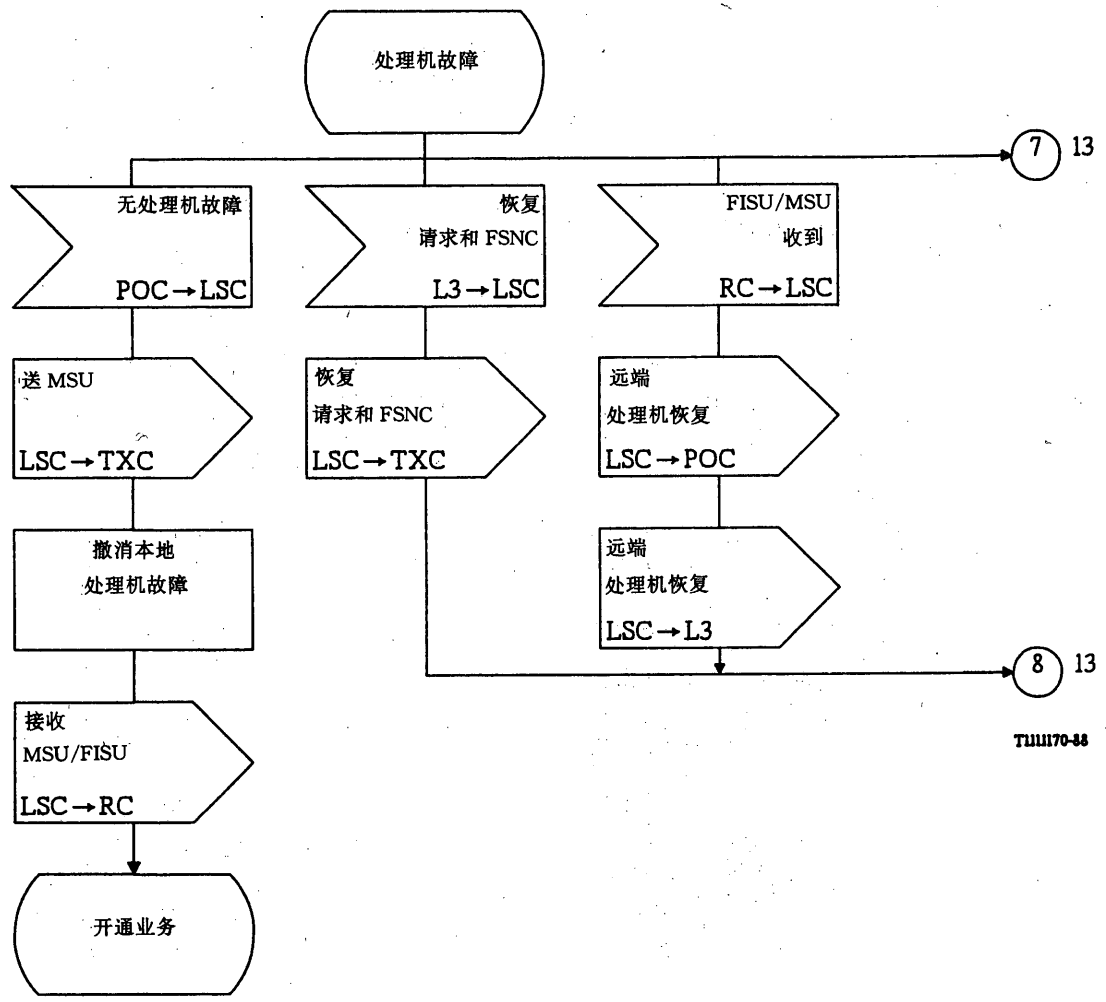 处理机故障
7 13
无处理机故障
POC→LSC
恢复
请求和 FSNC
L3→LSC
FISU/MSU
收到
RC→LSC
送 MSU
LSC→TXC
恢复
请求和 FSNC
LSC→TXC
远端
处理机恢复
LSC→POC
撤消本地
处理机故障
远端
处理机恢复
LSC→L3
8 13
接收
MSU/FISU
LSC→RC
T1111170-88
开通业务